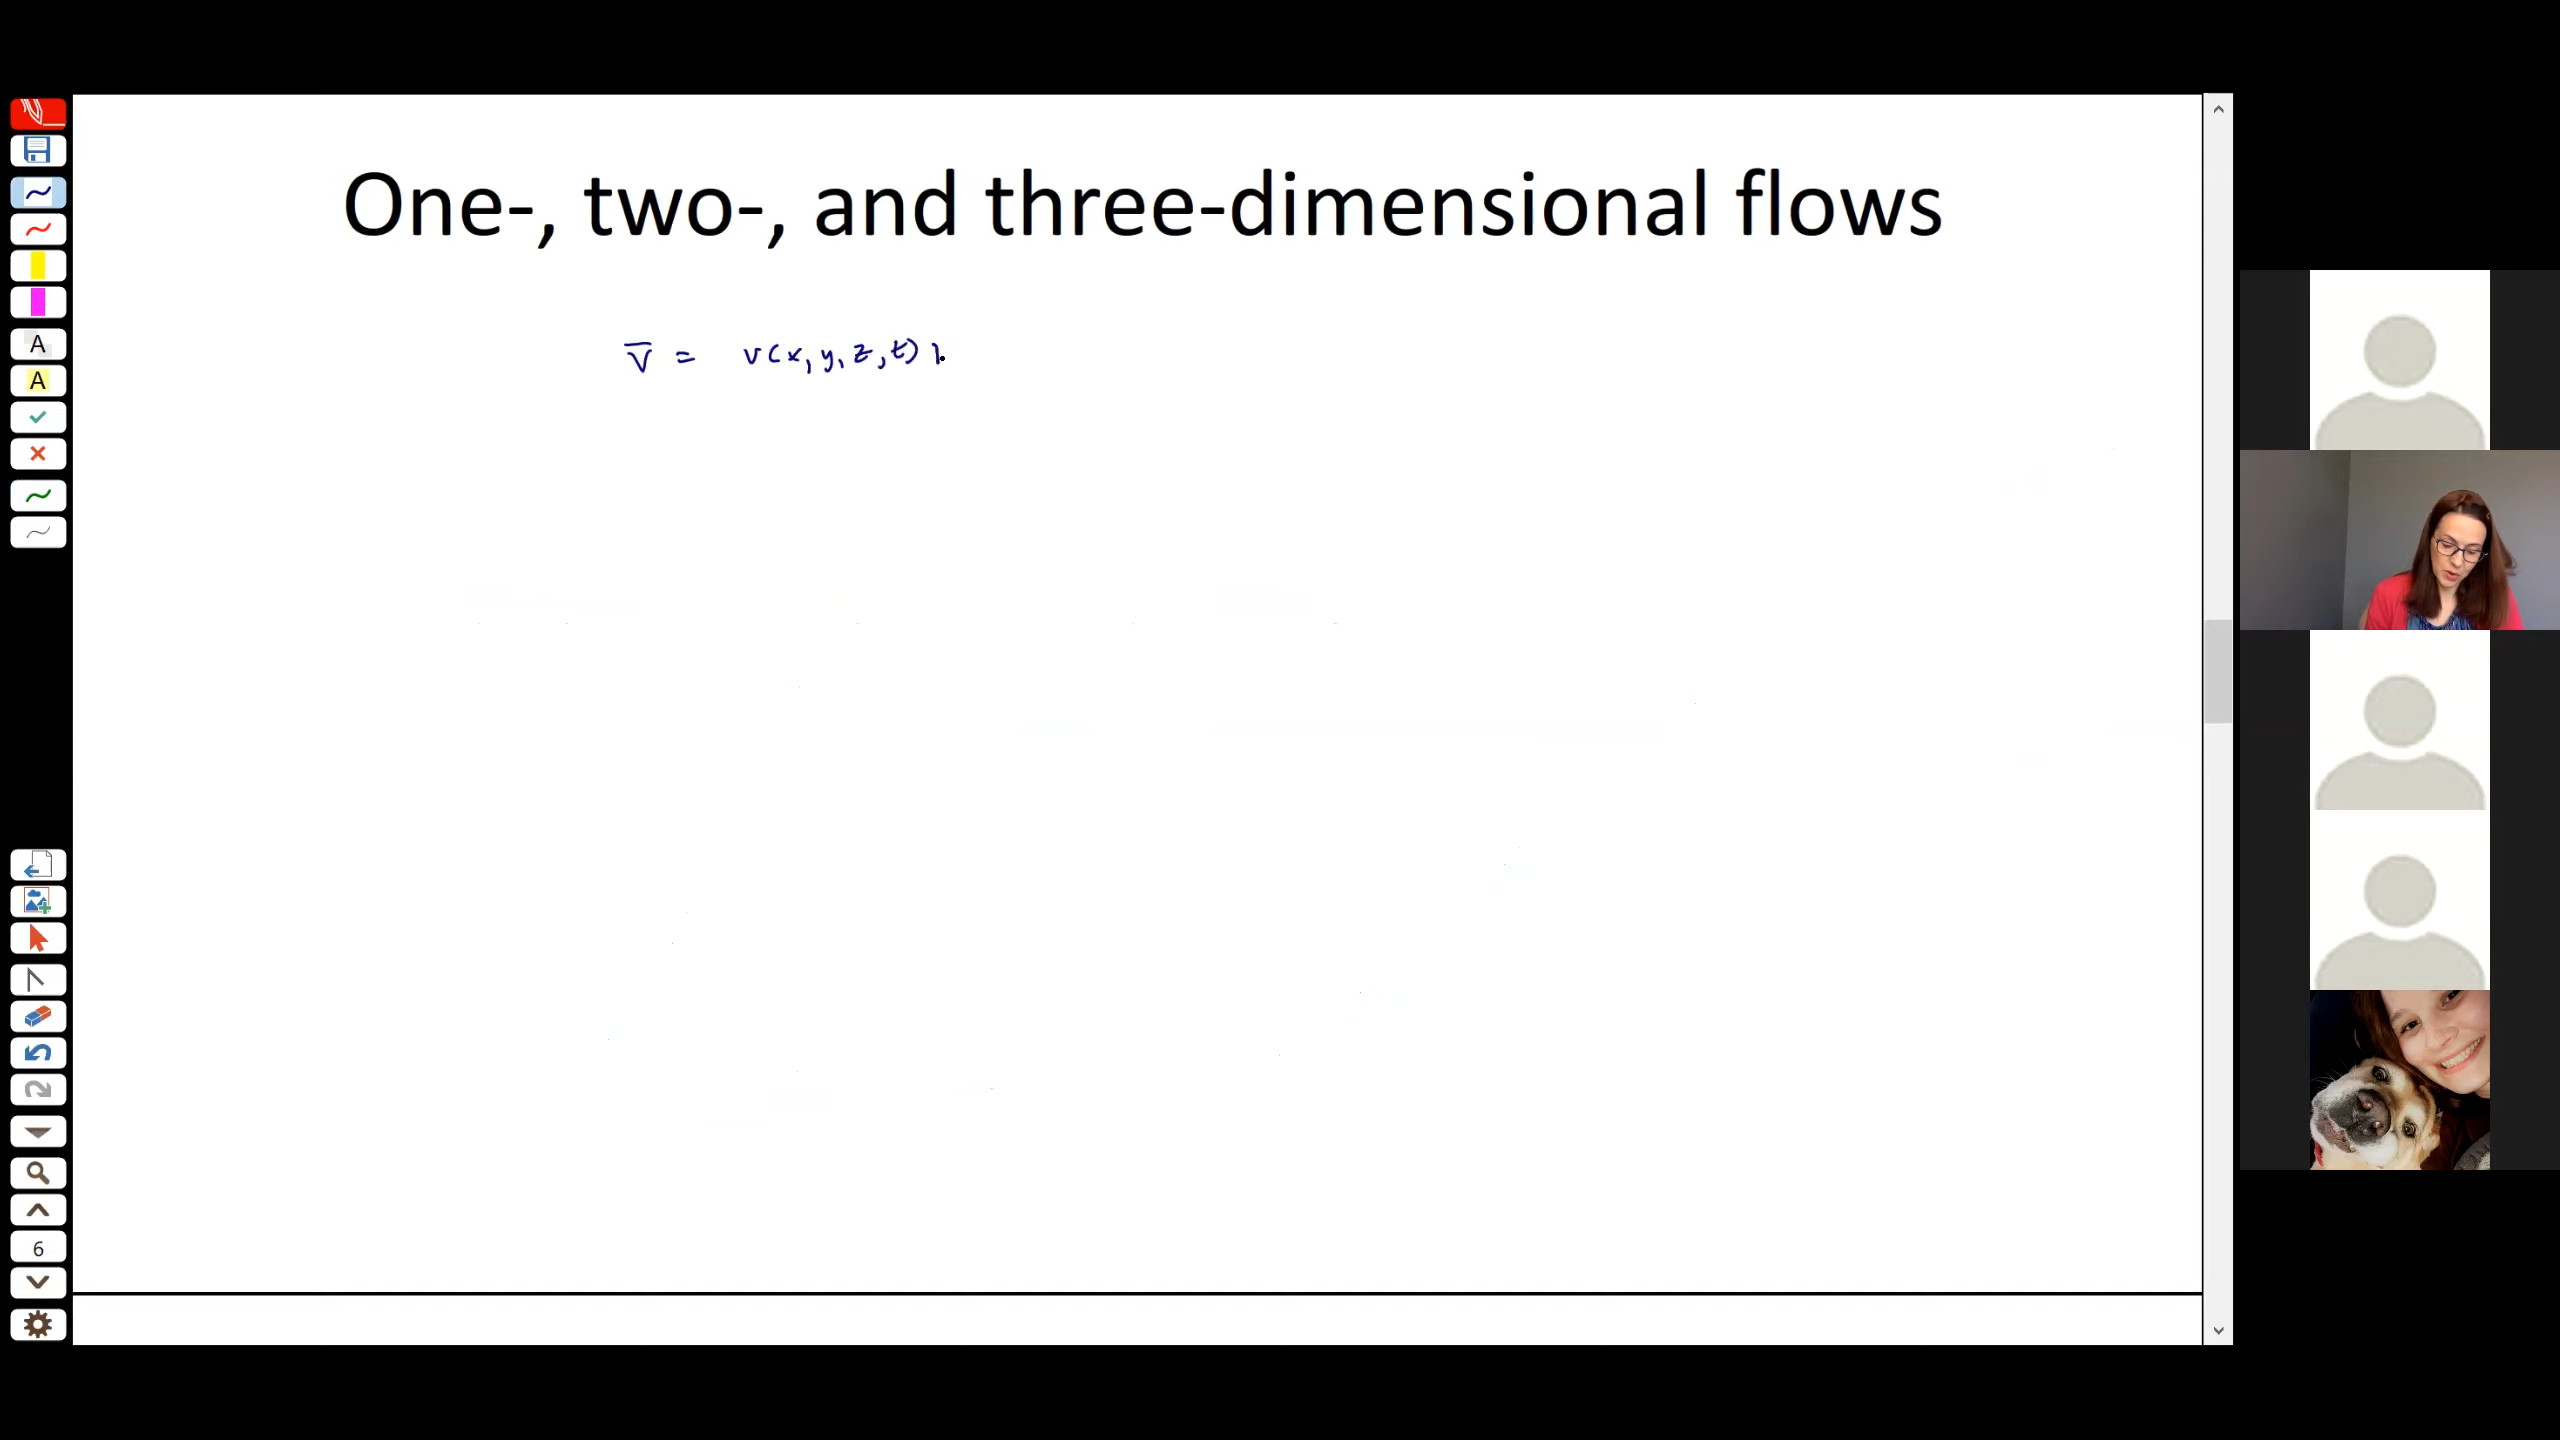 One-, two-, and three-dimensional flows
V̅ = v(x, y, z, t)
A
A
6